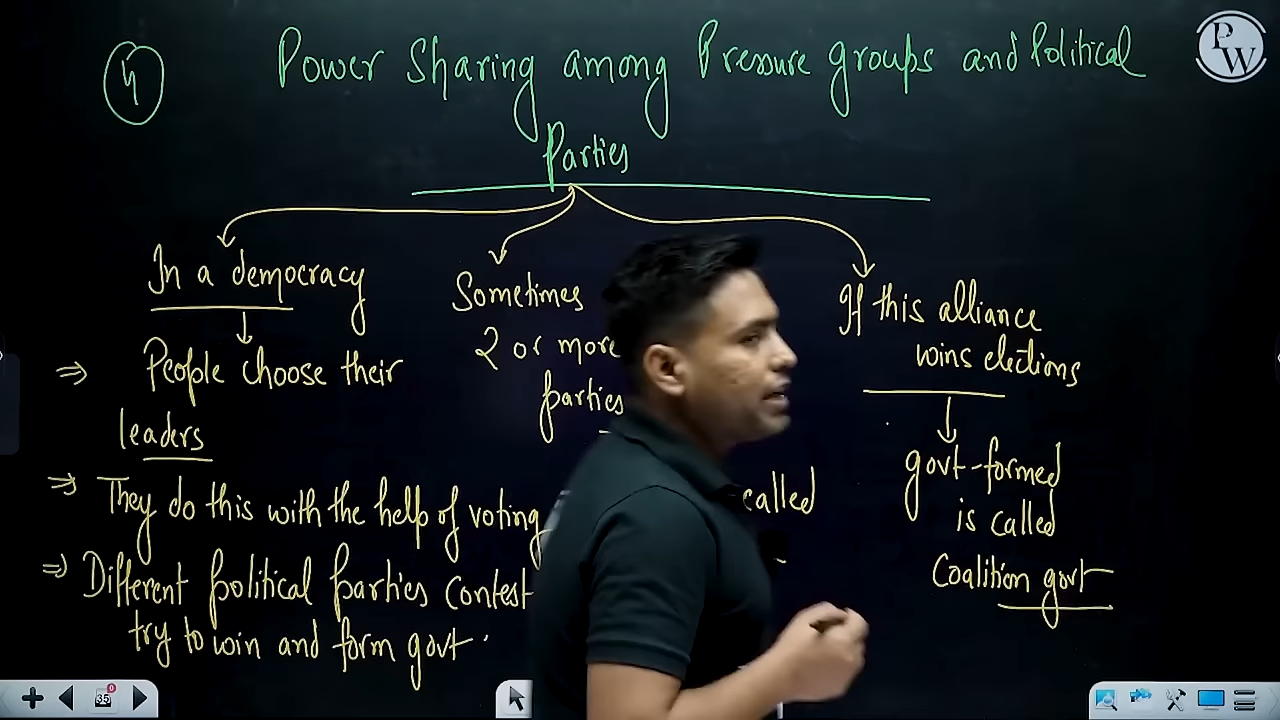 4
Power Sharing among Pressure groups and Political
Parties
PW
In a democracy
⇒ People choose their
leaders
⇒ They do this with the help of voting
⇒ Different political parties contest
try to win and form govt.
Sometimes
2 or more
parties
called
If this alliance
wins elections
govt-formed
is called
Coalition govt
35
0